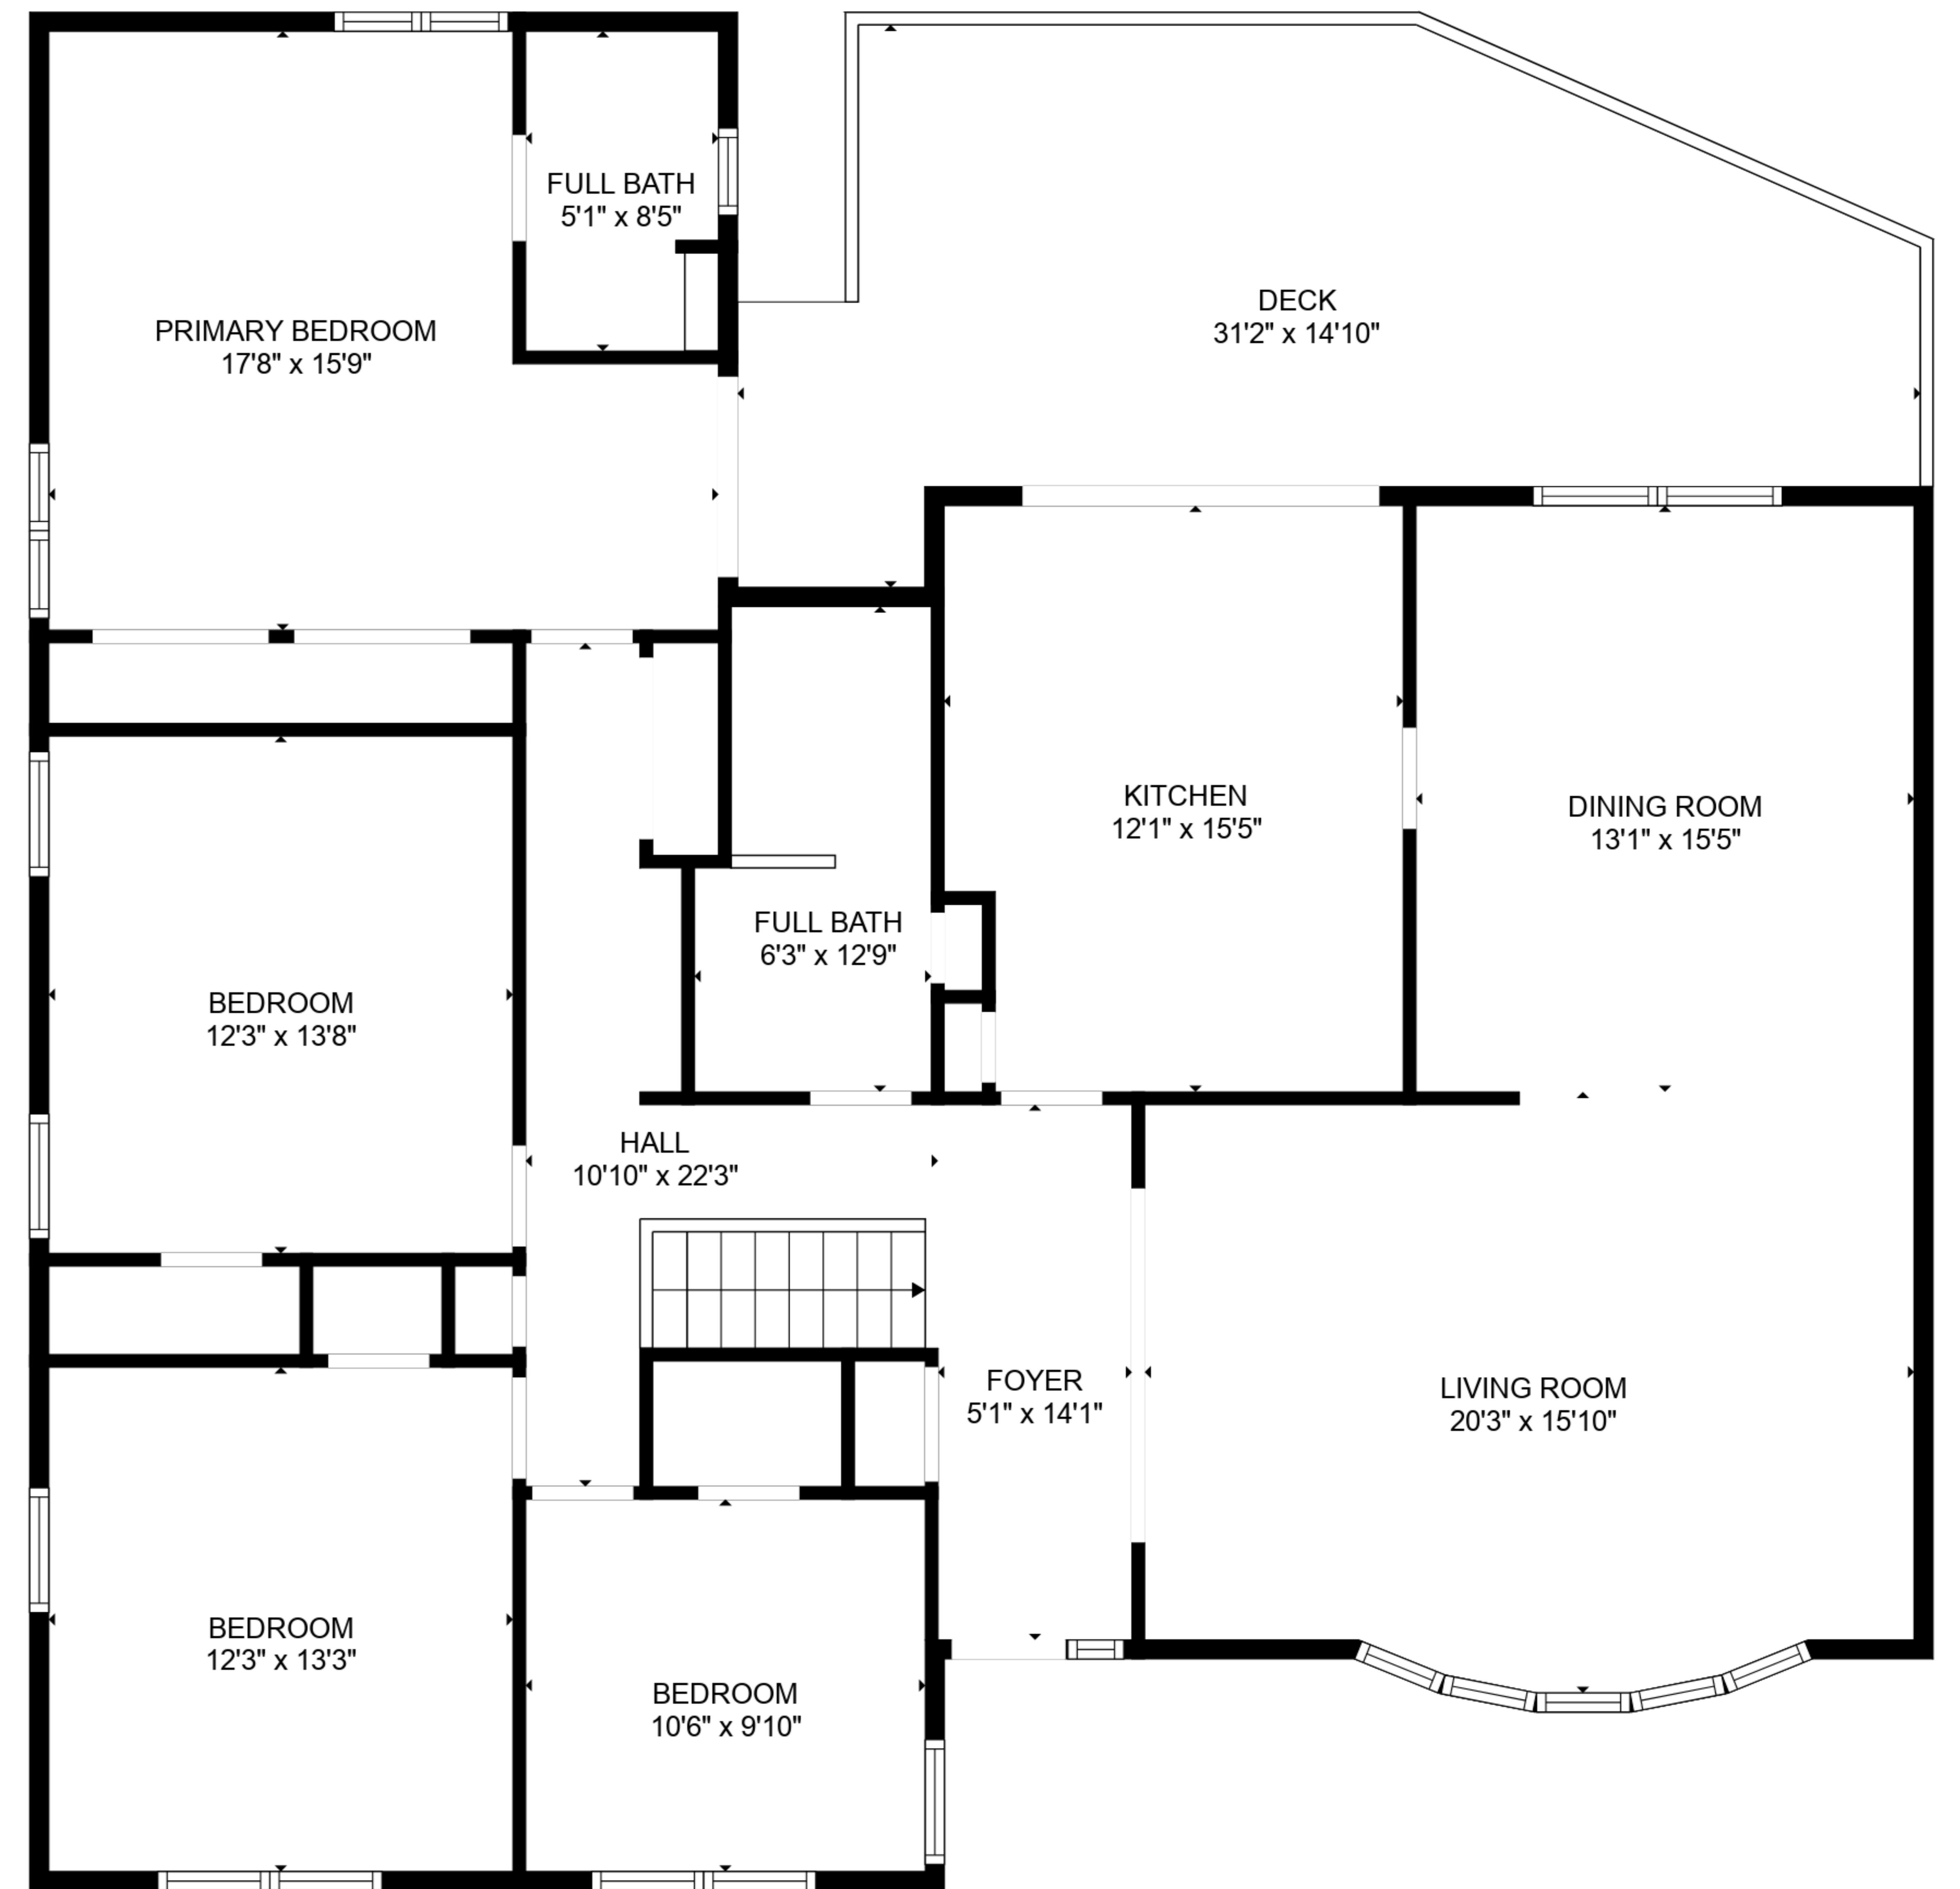 FULL BATH
5'1" x 8'5"
PRIMARY BEDROOM
17'8" x 15'9"
DECK
31'2" x 14'10"
KITCHEN
12'1" x 15'5"
DINING ROOM
13'1" x 15'5"
FULL BATH
6'3" x 12'9"
BEDROOM
12'3" x 13'8"
HALL
10'10" x 22'3"
FOYER
5'1" x 14'1"
LIVING ROOM
20'3" x 15'10"
BEDROOM
12'3" x 13'3"
BEDROOM
10'6" x 9'10"